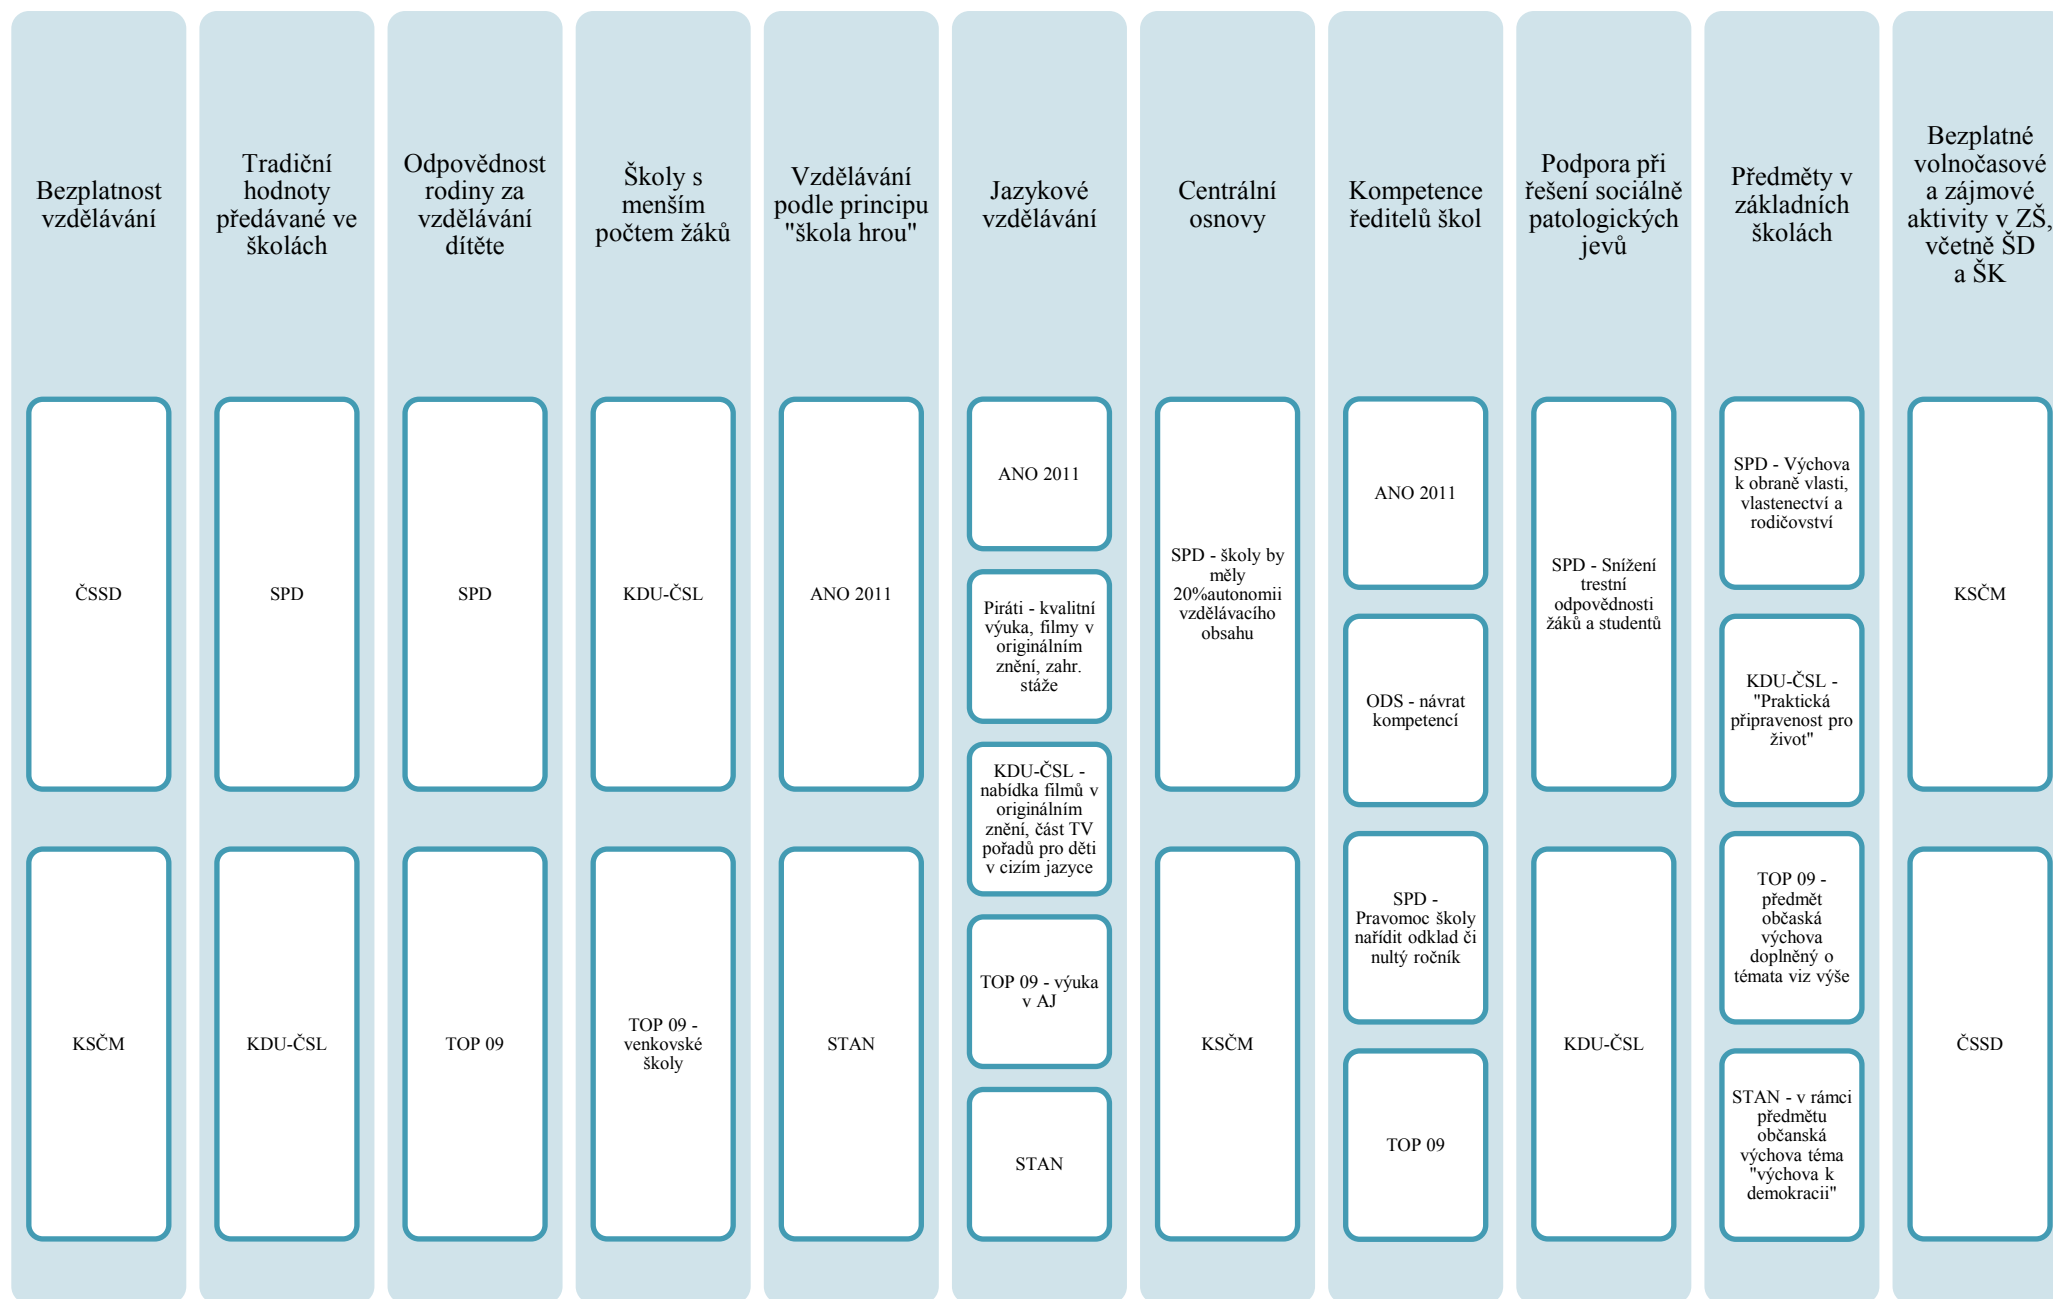 Bezplatnost
vzdělávání
ČSSD
KSČM
Tradiční
hodnoty
předávané ve
školách
SPD
KDU-ČSL
Odpovědnost
rodiny za
vzdělávání
dítěte
SPD
TOP 09
Školy s
menším
počtem žáků
KDU-ČSL
TOP 09 -
venkovské
školy
Vzdělávání
podle principu
"škola hrou"
ANO 2011
STAN
Jazykové
vzdělávání
ANO 2011
Piráti - kvalitní
výuka, filmy v
originálním
znění, zahr.
stáže
KDU-ČSL -
nabídka filmů v
originálním
znění, část TV
pořadů pro děti
v cizím jazyce
TOP 09 - výuka
v AJ
STAN
Centrální
osnovy
SPD - školy by
měly
20%autonomii
vzdělávacího
obsahu
KSČM
Kompetence
ředitelů škol
ANO 2011
ODS - návrat
kompetencí
SPD -
Pravomoc školy
nařídit odklad či
nultý ročník
TOP 09
Podpora při
řešení sociálně
patologických
jevů
SPD - Snížení
trestní
odpovědnosti
žáků a studentů
KDU-ČSL
Předměty v
základních
školách
SPD - Výchova
k obraně vlasti,
vlastenectví a
rodičovství
KDU-ČSL -
"Praktická
připravenost pro
život"
TOP 09 -
předmět
občaská
výchova
doplněný o
témata viz výše
STAN - v rámci
předmětu
občanská
výchova téma
"výchova k
demokracii"
Bezplatné
volnočasové
a zájmové
aktivity v ZŠ,
včetně ŠD
a ŠK
KSČM
ČSSD